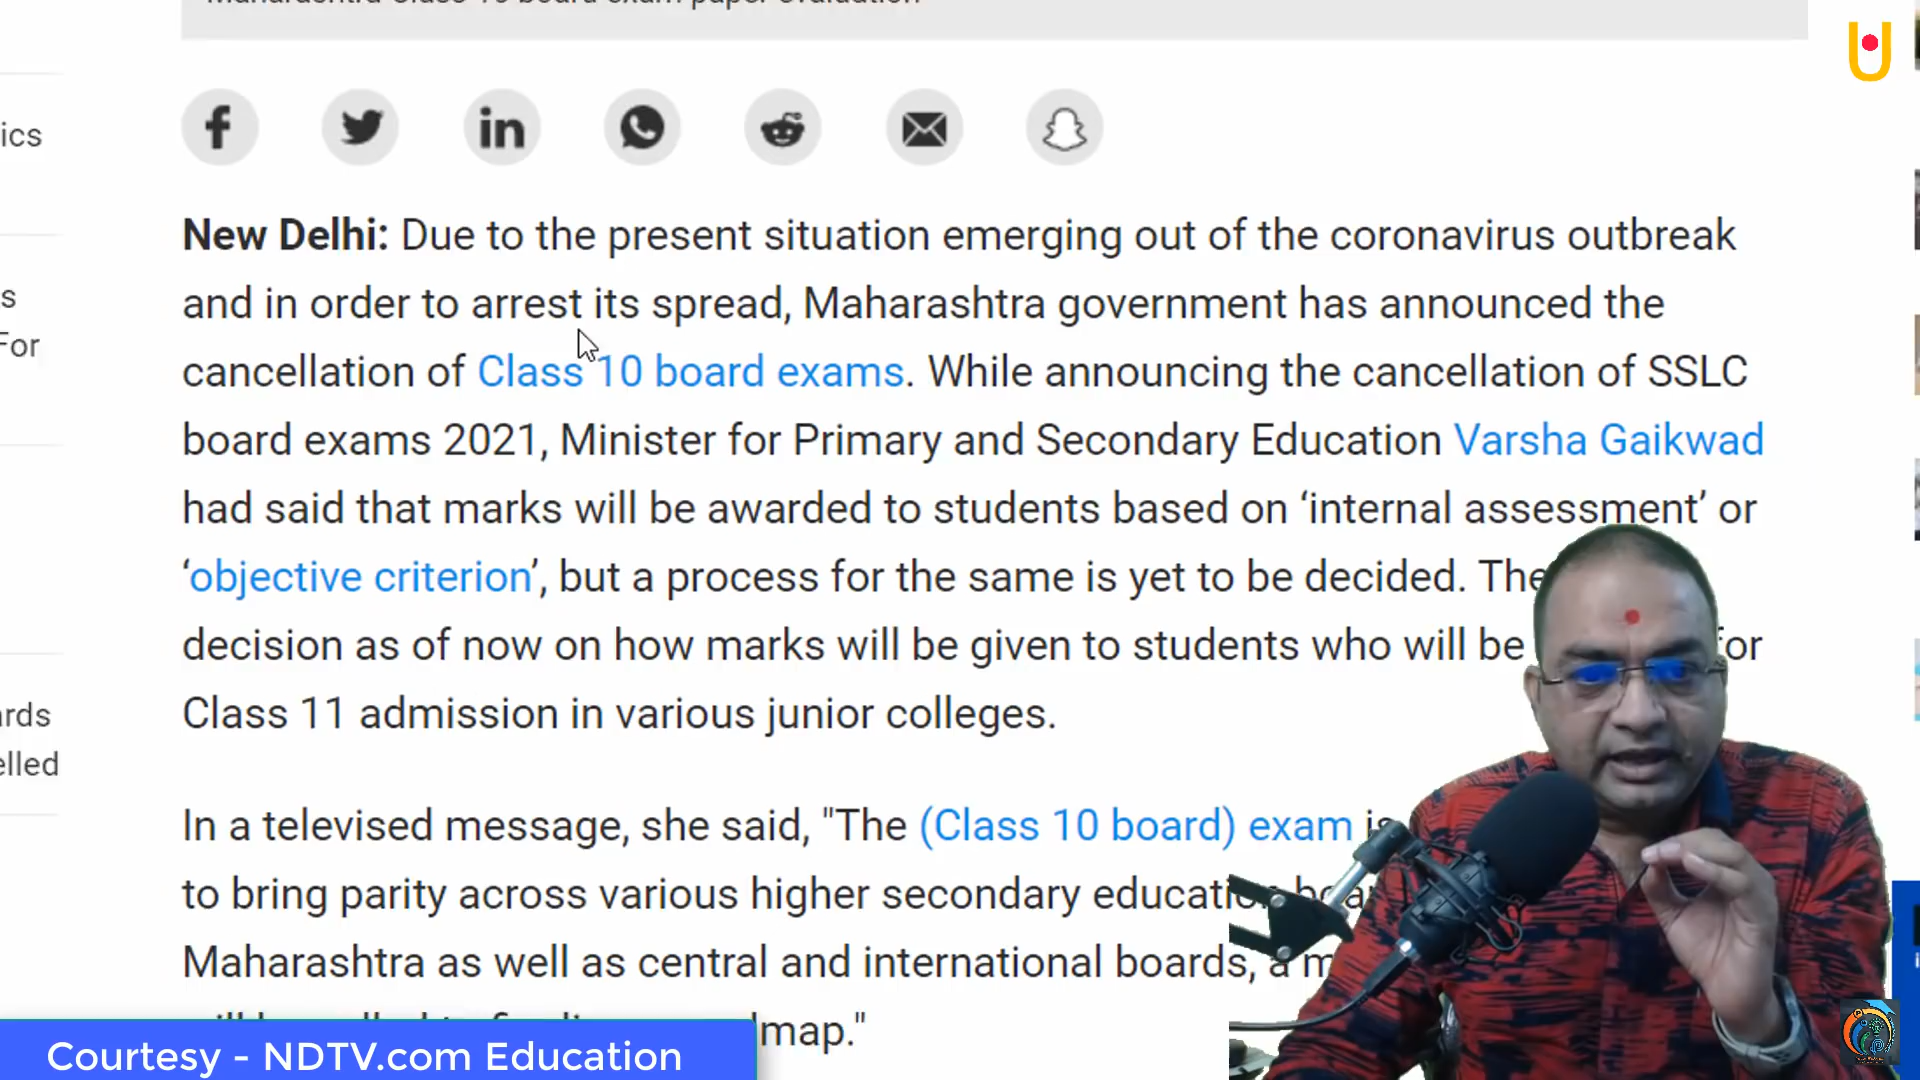 ics
s
For
ards
elled
New Delhi: Due to the present situation emerging out of the coronavirus outbreak
and in order to arrest its spread, Maharashtra government has announced the
cancellation of Class 10 board exams. While announcing the cancellation of SSLC
board exams 2021, Minister for Primary and Secondary Education Varsha Gaikwad
had said that marks will be awarded to students based on ‘internal assessment’ or
‘objective criterion’, but a process for the same is yet to be decided. The
decision as of now on how marks will be given to students who will be for
Class 11 admission in various junior colleges.
In a televised message, she said, "The (Class 10 board) exam is
to bring parity across various higher secondary education
Maharashtra as well as central and international boards, a
dmap."
Courtesy - NDTV.com Education